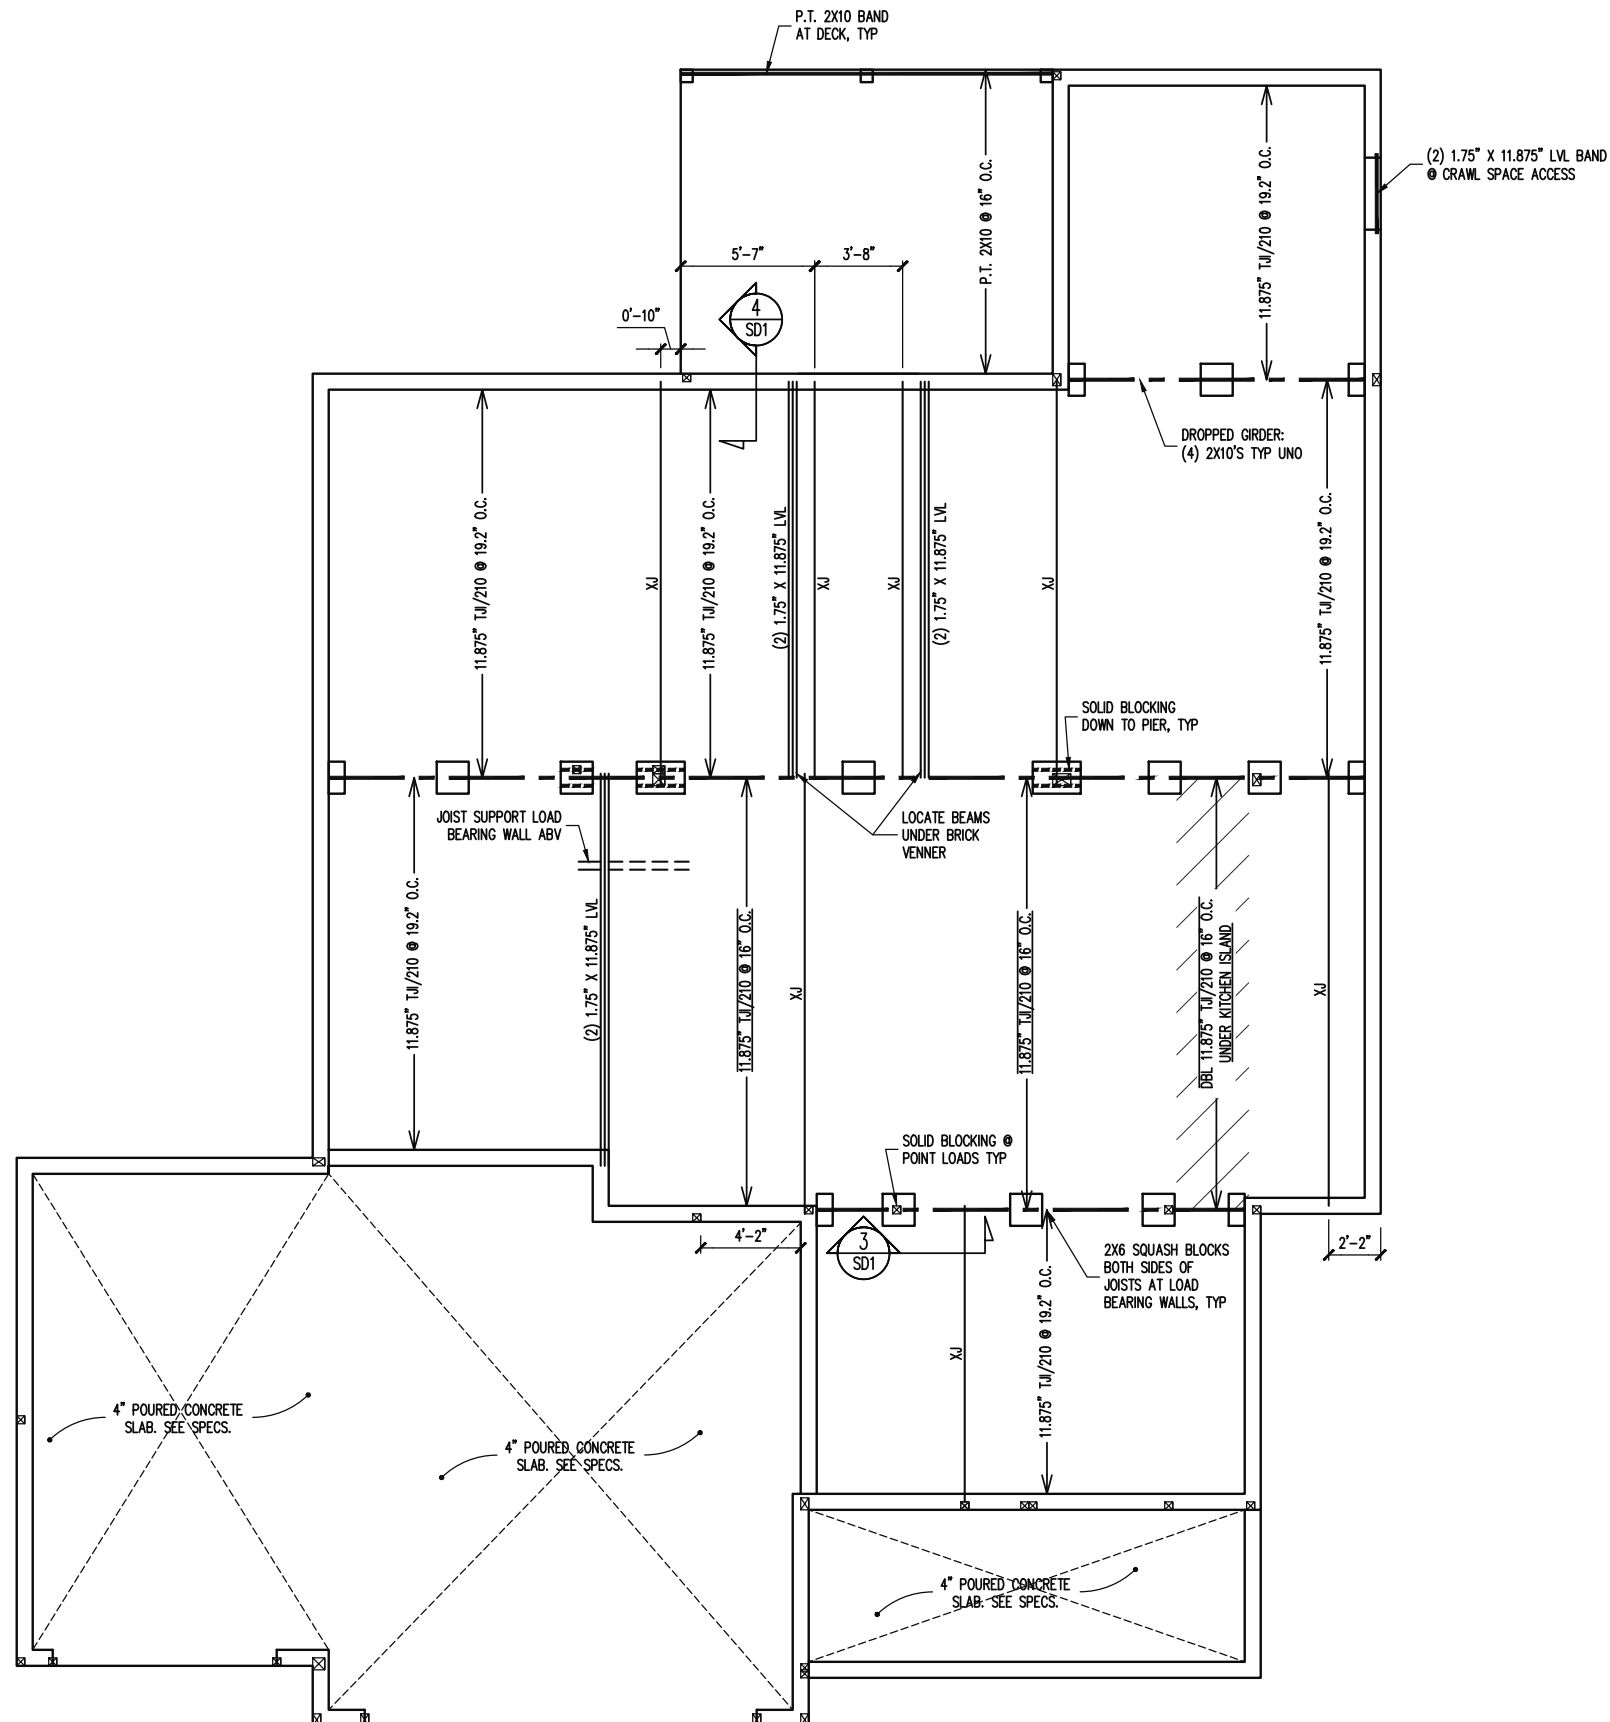 P.T. 2X10 BAND
AT DECK, TYP
(2) 1.75" X 11.875" LVL BAND
@ CRAWL SPACE ACCESS
P.T. 2X10 @ 16" O.C.
11.875" TJI/210 @ 19.2" O.C.
5'-7"
3'-8"
0'-10"
4
SD1
DROPPED GIRDER:
(4) 2X10'S TYP UNO
11.875" TJI/210 @ 19.2" O.C.
XJ
11.875" TJI/210 @ 19.2" O.C.
(2) 1.75" X 11.875" LVL
XJ
XJ
(2) 1.75" X 11.875" LVL
XJ
11.875" TJI/210 @ 19.2" O.C.
SOLID BLOCKING
DOWN TO PIER, TYP
JOIST SUPPORT LOAD
BEARING WALL ABV
LOCATE BEAMS
UNDER BRICK
VENNER
11.875" TJI/210 @ 19.2" O.C.
(2) 1.75" X 11.875" LVL
11.875" TJI/210 @ 16" O.C.
XJ
11.875" TJI/210 @ 16" O.C.
DBL 11.875" TJI/210 @ 16" O.C.
UNDER KITCHEN ISLAND
XJ
SOLID BLOCKING @
POINT LOADS TYP
4'-2"
3
SD1
2X6 SQUASH BLOCKS
BOTH SIDES OF
JOISTS AT LOAD
BEARING WALLS, TYP
2'-2"
XJ
11.875" TJI/210 @ 19.2" O.C.
4" POURED CONCRETE
SLAB. SEE SPECS.
4" POURED CONCRETE
SLAB. SEE SPECS.
4" POURED CONCRETE
SLAB. SEE SPECS.